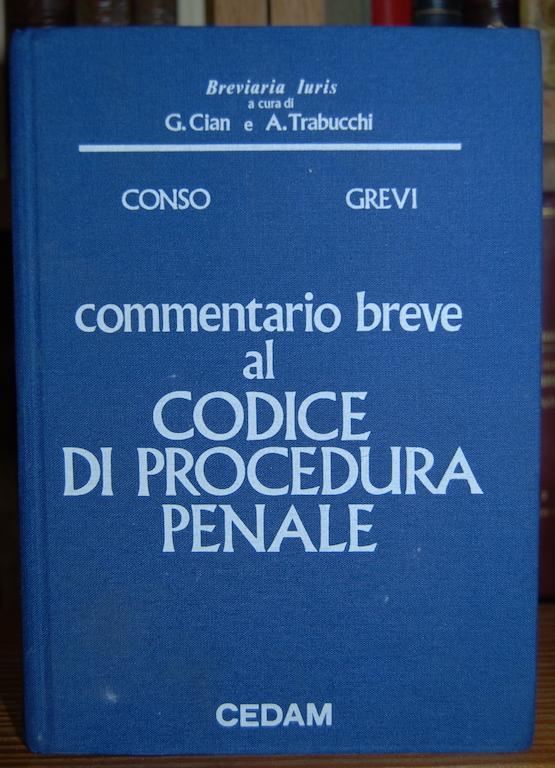 Breviaria Iuris
a cura di
G. Cian e A. Trabucchi
CONSO GREVI
commentario breve
al
CODICE
DI PROCEDURA
PENALE
CEDAM